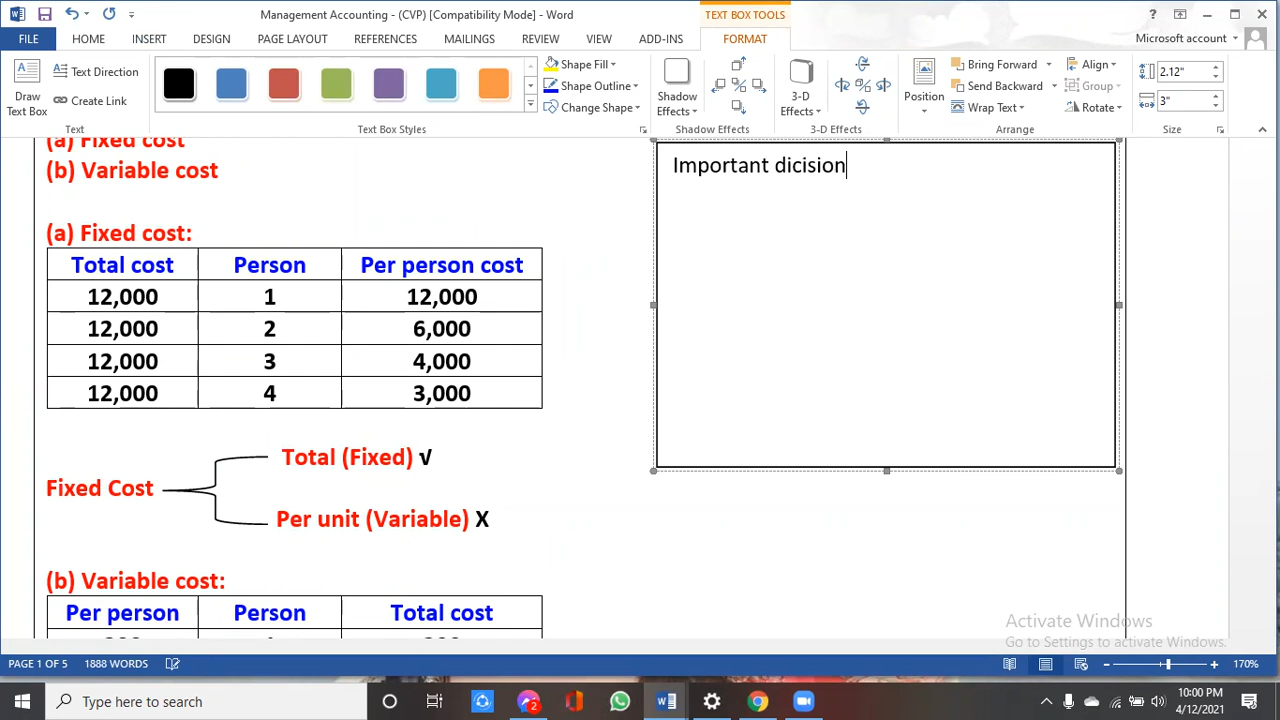 Management Accounting - (CVP) [Compatibility Mode] - Word
TEXT BOX TOOLS
?
FILE
HOME
INSERT
DESIGN
PAGE LAYOUT
REFERENCES
MAILINGS
REVIEW
VIEW
ADD-INS
FORMAT
Microsoft account
Draw
Text Box
Text Direction
Create Link
Text
Text Box Styles
Shape Fill
Shape Outline
Change Shape
Shadow
Effects
Shadow Effects
3-D
Effects
3-D Effects
Position
Bring Forward
Send Backward
Wrap Text
Align
Group
Rotate
Arrange
2.12"
3"
Size
(a) Fixed cost
(b) Variable cost
Important dicision
(a) Fixed cost:
Total cost Person Per person cost
12,000 1 12,000
12,000 2 6,000
12,000 3 4,000
12,000 4 3,000
Total (Fixed) √
Fixed Cost
Per unit (Variable) X
(b) Variable cost:
Per person Person Total cost
Activate Windows
Go to Settings to activate Windows.
PAGE 1 OF 5
1888 WORDS
170%
Type here to search
2
10:00 PM
4/12/2021